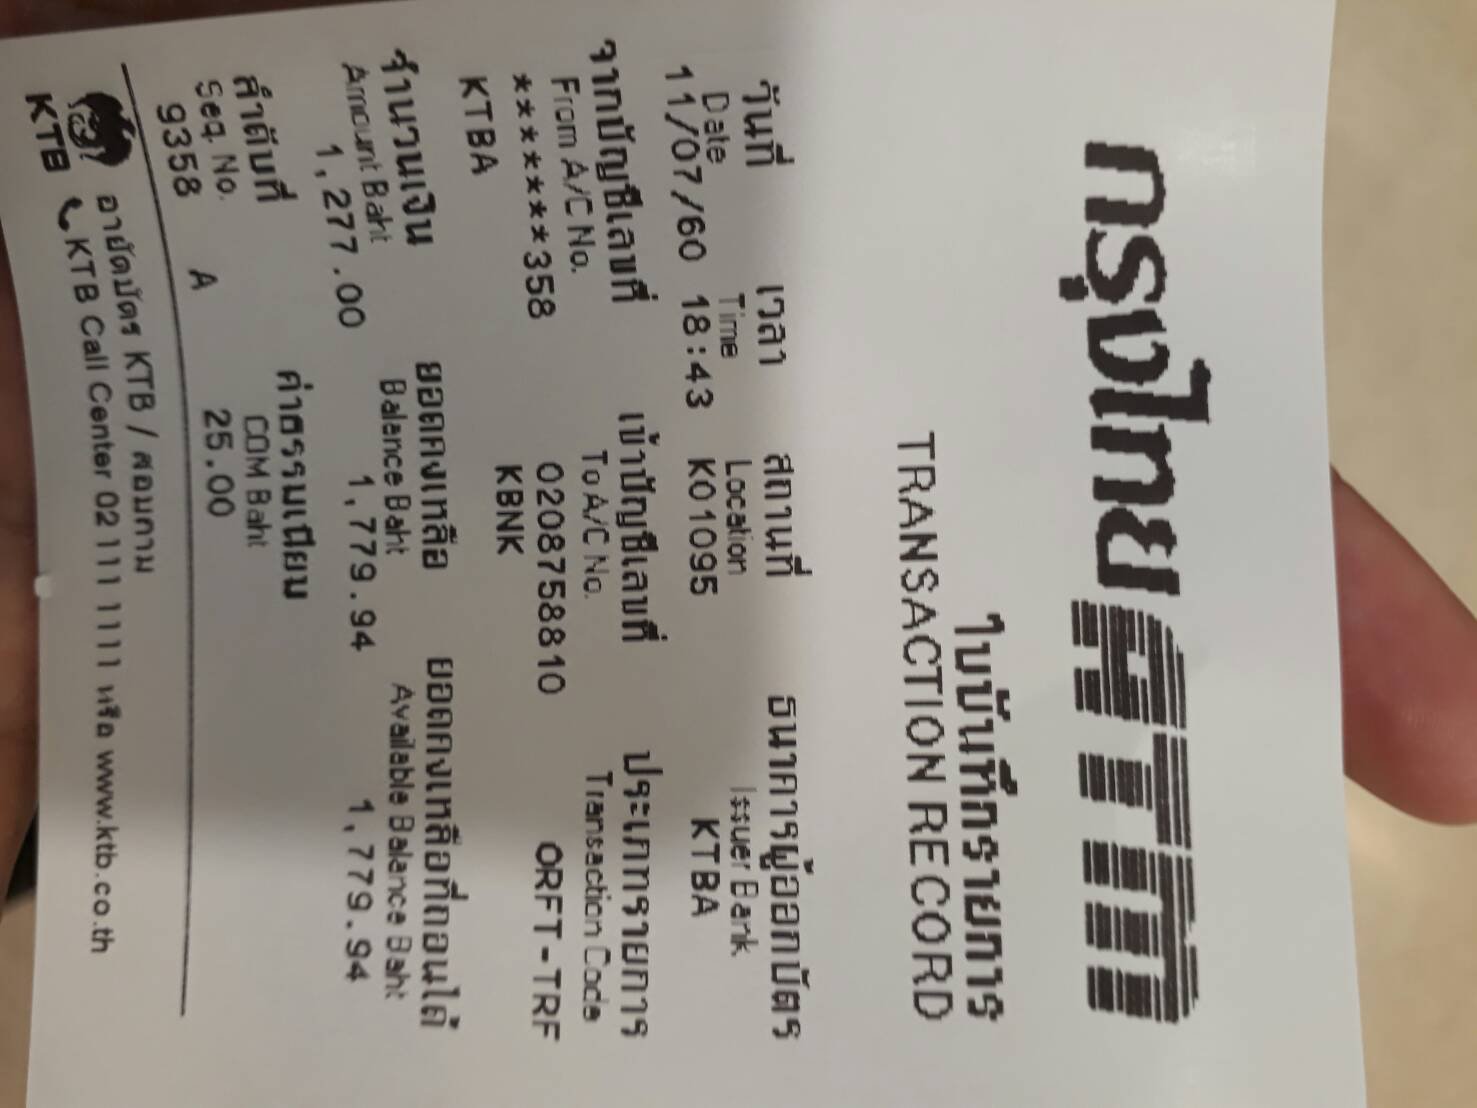 กรุงไทย ATM
ใบบันทึกรายการ
TRANSACTION RECORD
วันที่ เวลา สถานที่ ธนาคารผู้ออกบัตร
Date Time Location Issuer Bank
11/07/60 18:43 K01095 KTBA
จากบัญชีเลขที่ เข้าบัญชีเลขที่ ประเภทรายการ
From A/C No. To A/C No. Transaction Code
*******358 0208758810 ORFT-TRF
KTBA KBNK
จำนวนเงิน ยอดคงเหลือ ยอดคงเหลือที่ถอนได้
Amount Baht Balance Baht Available Balance Baht
1,277.00 1,779.94 1,779.94
ลำดับที่ ค่าธรรมเนียม
Seq. No. COM Baht
9358 A 25.00
อายัดบัตร KTB / สอบถาม
KTB KTB Call Center 02 111 1111 หรือ www.ktb.co.th